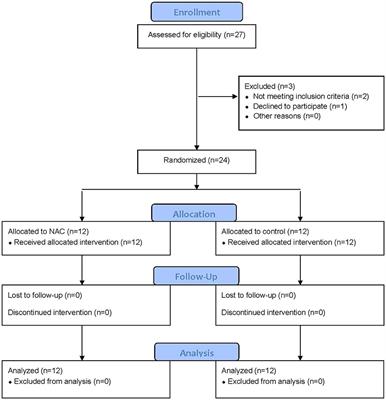 Enrollment
Assessed for eligibility (n=27)
Excluded (n=3)
• Not meeting inclusion criteria (n=2)
• Declined to participate (n=1)
• Other reasons (n=0)
Randomized (n=24)
Allocation
Allocated to NAC (n=12)
• Received allocated intervention (n=12)
Allocated to control (n=12)
• Received allocated intervention (n=12)
Follow-Up
Lost to follow-up (n=0)
Discontinued intervention (n=0)
Lost to follow-up (n=0)
Discontinued intervention (n=0)
Analysis
Analyzed (n=12)
• Excluded from analysis (n=0)
Analyzed (n=12)
• Excluded from analysis (n=0)